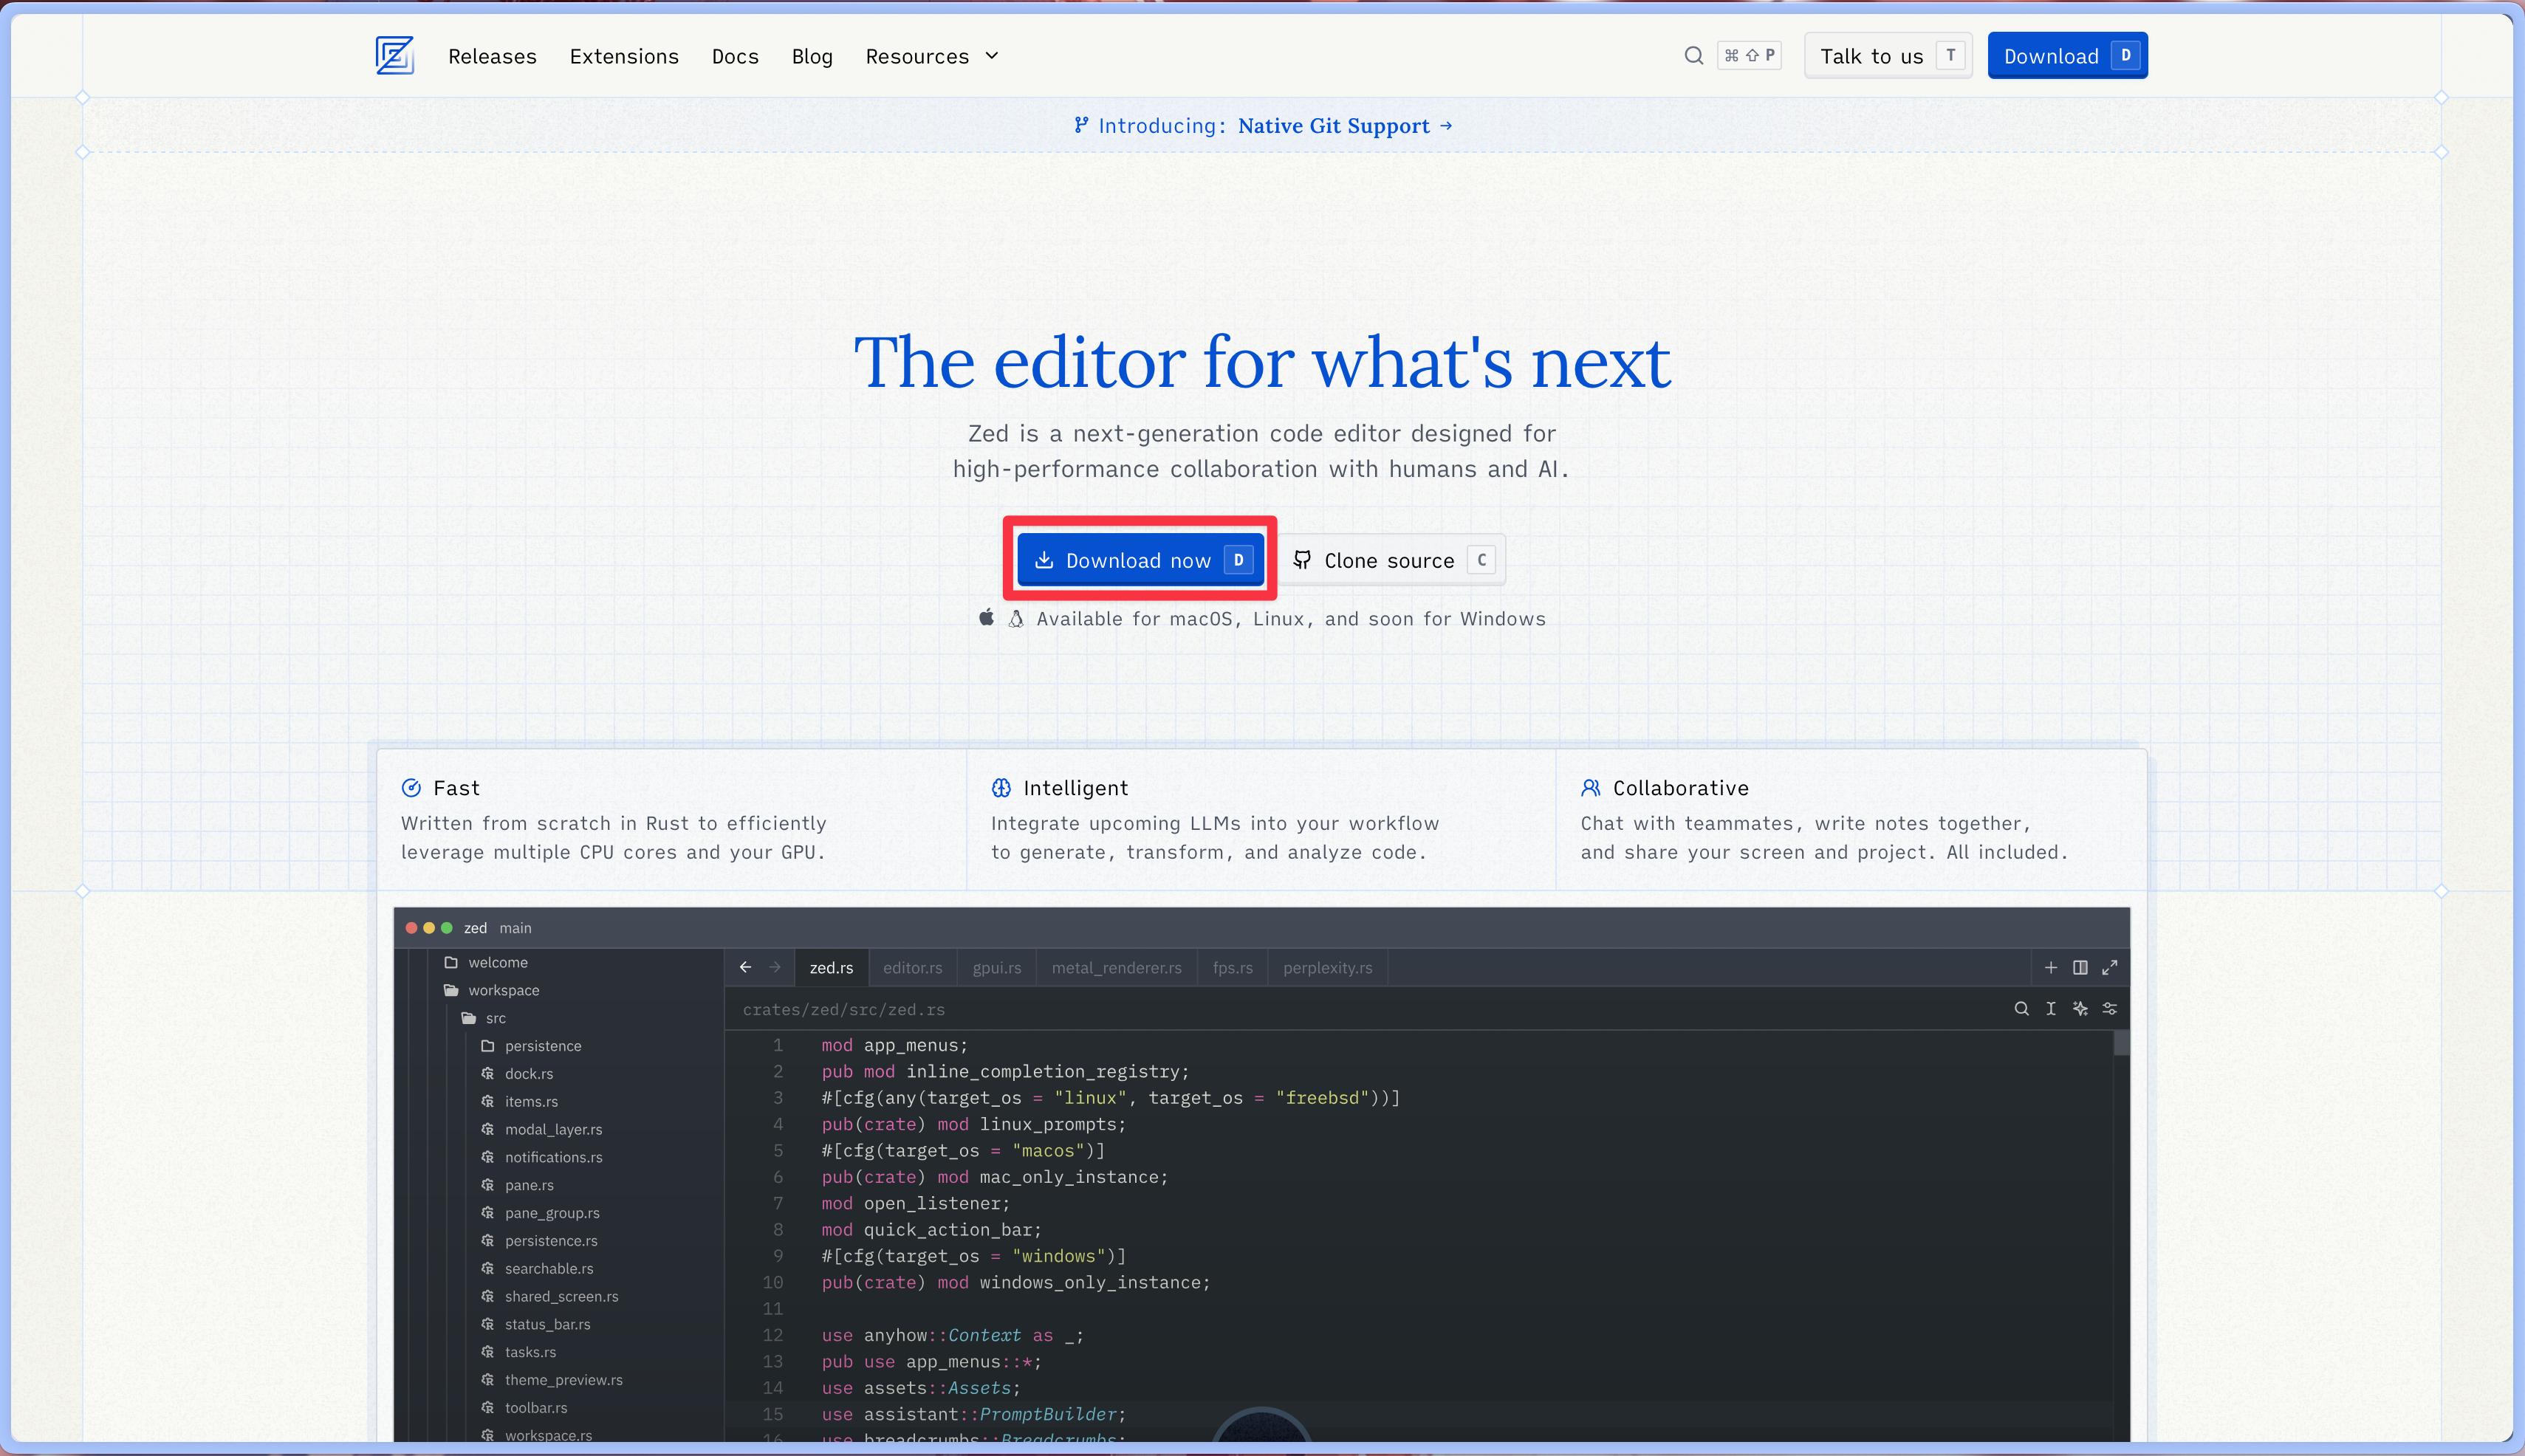 Releases Extensions Docs Blog Resources
⌘ ⇧ P Talk to us T Download D
Introducing: Native Git Support →
The editor for what's next
Zed is a next-generation code editor designed for
high-performance collaboration with humans and AI.
Download now D Clone source C
Available for macOS, Linux, and soon for Windows
Fast
Written from scratch in Rust to efficiently
leverage multiple CPU cores and your GPU.
Intelligent
Integrate upcoming LLMs into your workflow
to generate, transform, and analyze code.
Collaborative
Chat with teammates, write notes together,
and share your screen and project. All included.
zed main
welcome
workspace
src
persistence
dock.rs
items.rs
modal_layer.rs
notifications.rs
pane.rs
pane_group.rs
persistence.rs
searchable.rs
shared_screen.rs
status_bar.rs
tasks.rs
theme_preview.rs
toolbar.rs
workspace.rs
zed.rs editor.rs gpui.rs metal_renderer.rs fps.rs perplexity.rs
crates/zed/src/zed.rs
1 mod app_menus;
2 pub mod inline_completion_registry;
3 #[cfg(any(target_os = "linux", target_os = "freebsd"))]
4 pub(crate) mod linux_prompts;
5 #[cfg(target_os = "macos")]
6 pub(crate) mod mac_only_instance;
7 mod open_listener;
8 mod quick_action_bar;
9 #[cfg(target_os = "windows")]
10 pub(crate) mod windows_only_instance;
11
12 use anyhow::Context as _;
13 pub use app_menus::*;
14 use assets::Assets;
15 use assistant::PromptBuilder;
16 use breadcrumbs::Breadcrumbs;